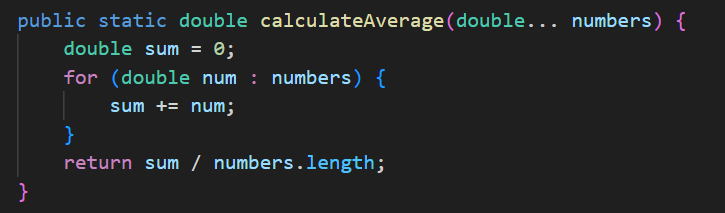 public static double calculateAverage(double... numbers) {
    double sum = 0;
    for (double num : numbers) {
        sum += num;
    }
    return sum / numbers.length;
}